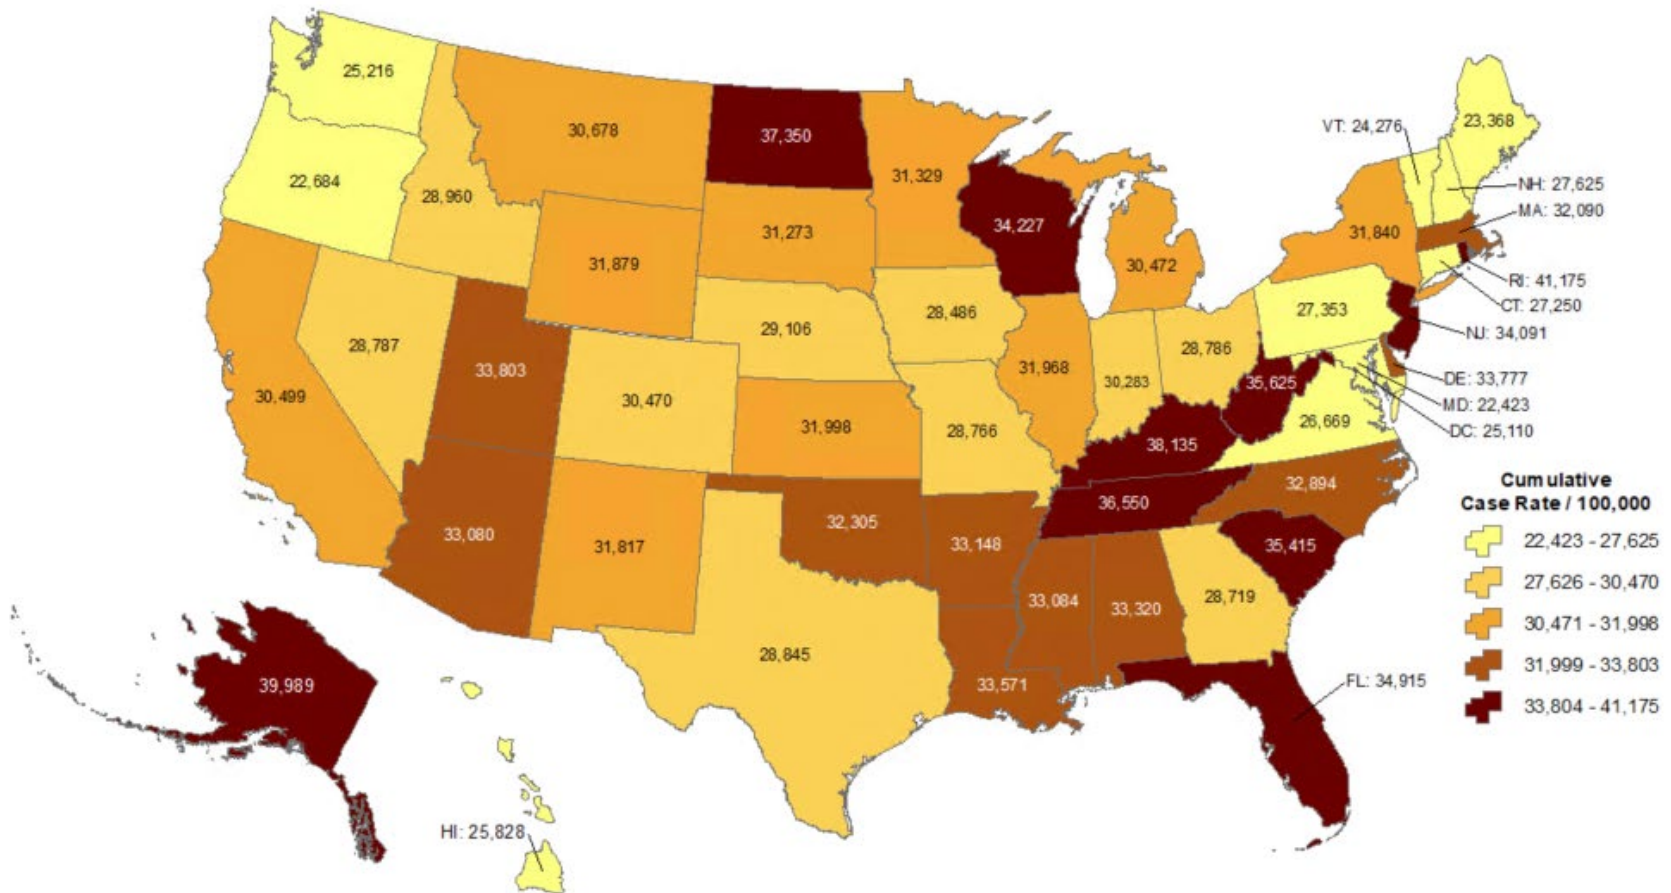 25,216
30,678
37,350
31,329
VT: 24,276
23,368
22,684
28,960
NH: 27,625
MA: 32,090
31,273
34,227
31,840
31,879
30,472
RI: 41,175
CT: 27,250
29,106
28,486
27,353
NJ: 34,091
28,787
33,803
28,786
31,968
30,283
35,625
DE: 33,777
30,499
30,470
MD: 22,423
31,998
28,766
26,669
DC: 25,110
38,135
Cumulative
Case Rate / 100,000
32,894
36,550
32,305
33,080
31,817
33,148
35,415
22,423 - 27,625
27,626 - 30,470
33,084
33,320
28,719
30,471 - 31,998
28,845
31,999 - 33,803
39,989
33,571
FL: 34,915
33,804 - 41,175
HI: 25,828